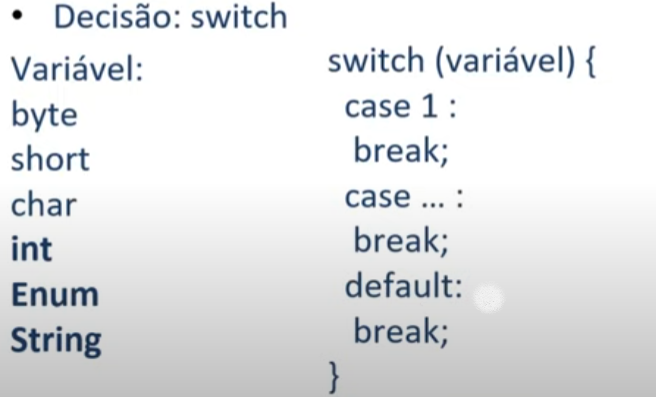 • Decisão: switch
Variável:
byte
short
char
int
Enum
String
switch (variável) {
case 1 :
break;
case ... :
break;
default:
break;
}